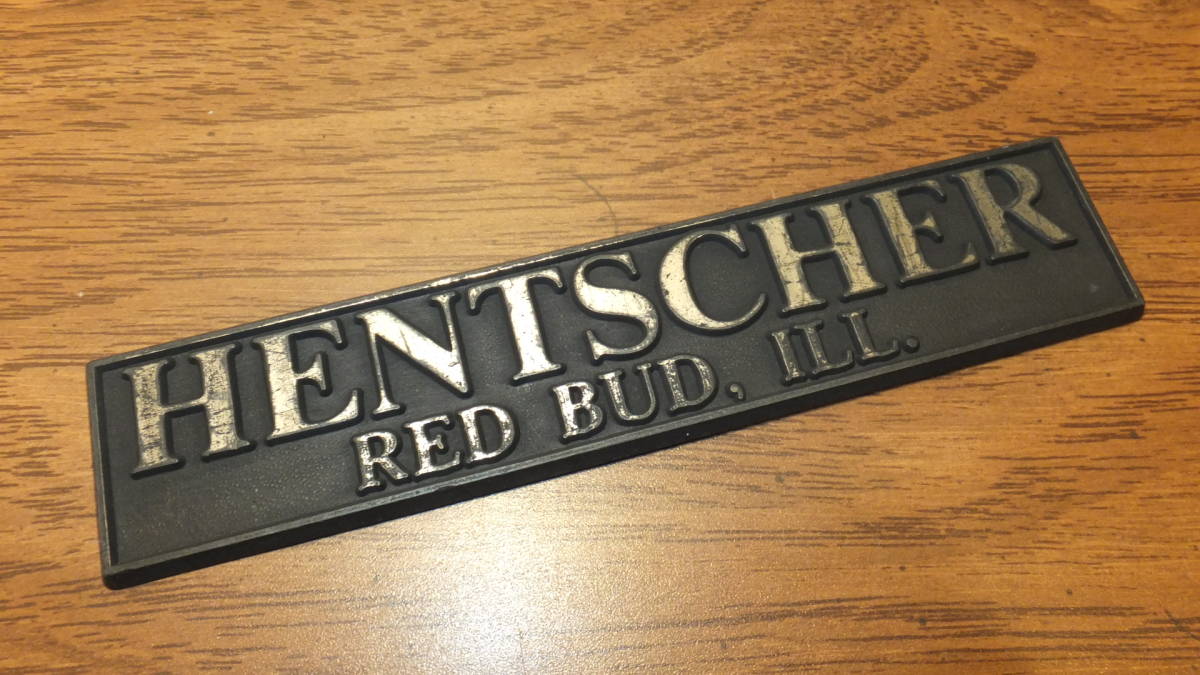 HENTSCHER
RED BUD, ILL.